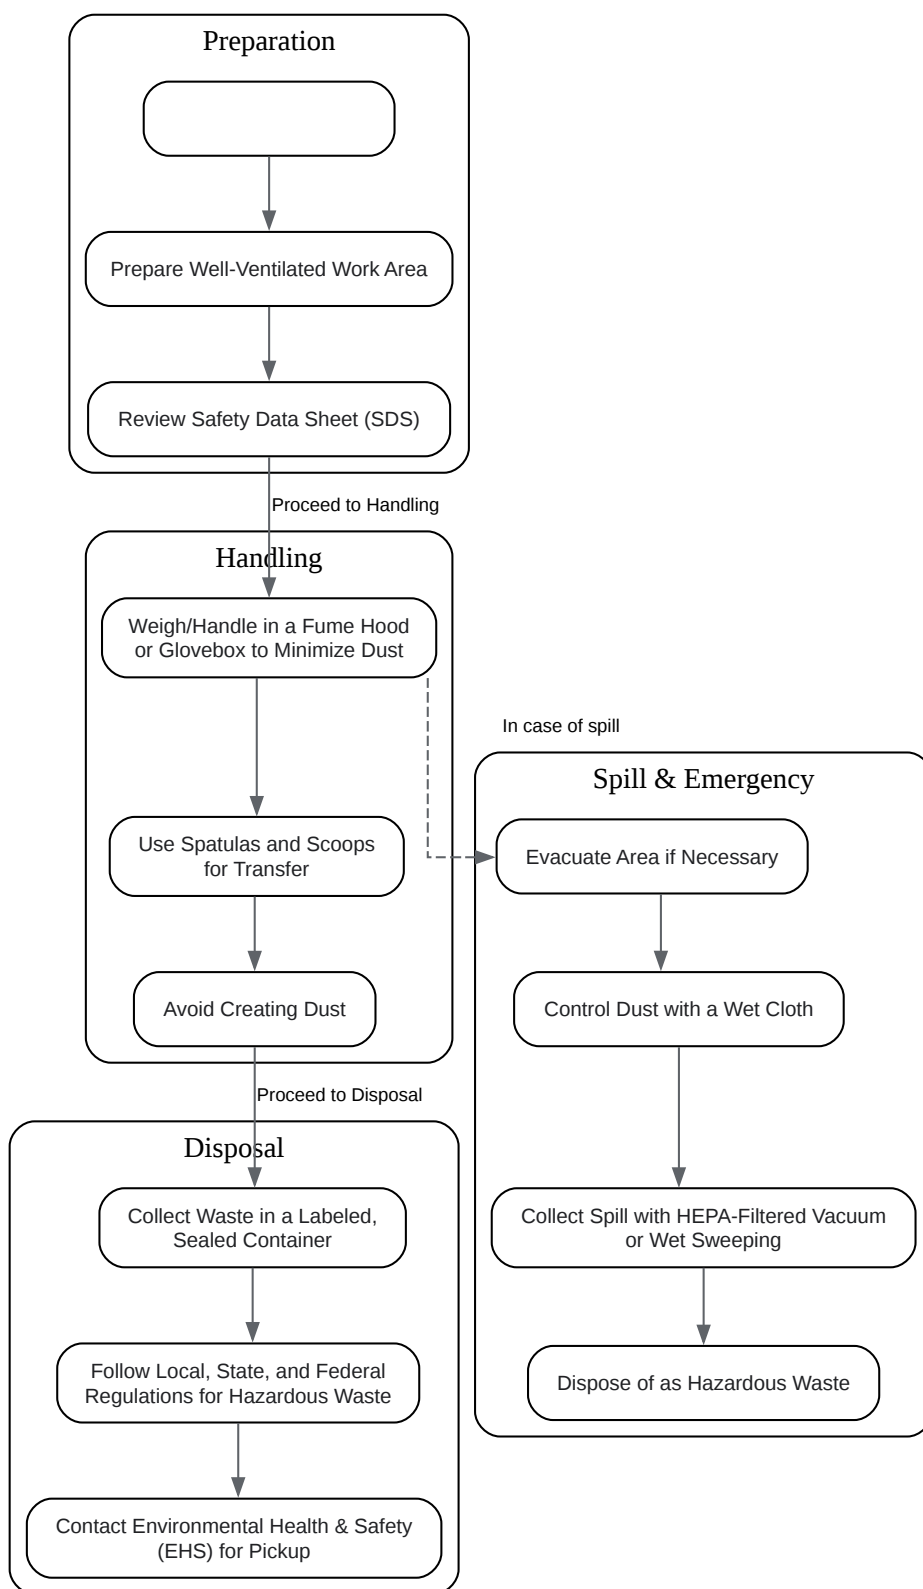 Preparation
Prepare Well-Ventilated Work Area
Review Safety Data Sheet (SDS)
Proceed to Handling
Handling
Weigh/Handle in a Fume Hood
or Glovebox to Minimize Dust
Use Spatulas and Scoops
for Transfer
Avoid Creating Dust
In case of spill
Spill & Emergency
Evacuate Area if Necessary
Control Dust with a Wet Cloth
Collect Spill with HEPA-Filtered Vacuum
or Wet Sweeping
Dispose of as Hazardous Waste
Proceed to Disposal
Disposal
Collect Waste in a Labeled,
Sealed Container
Follow Local, State, and Federal
Regulations for Hazardous Waste
Contact Environmental Health & Safety
(EHS) for Pickup